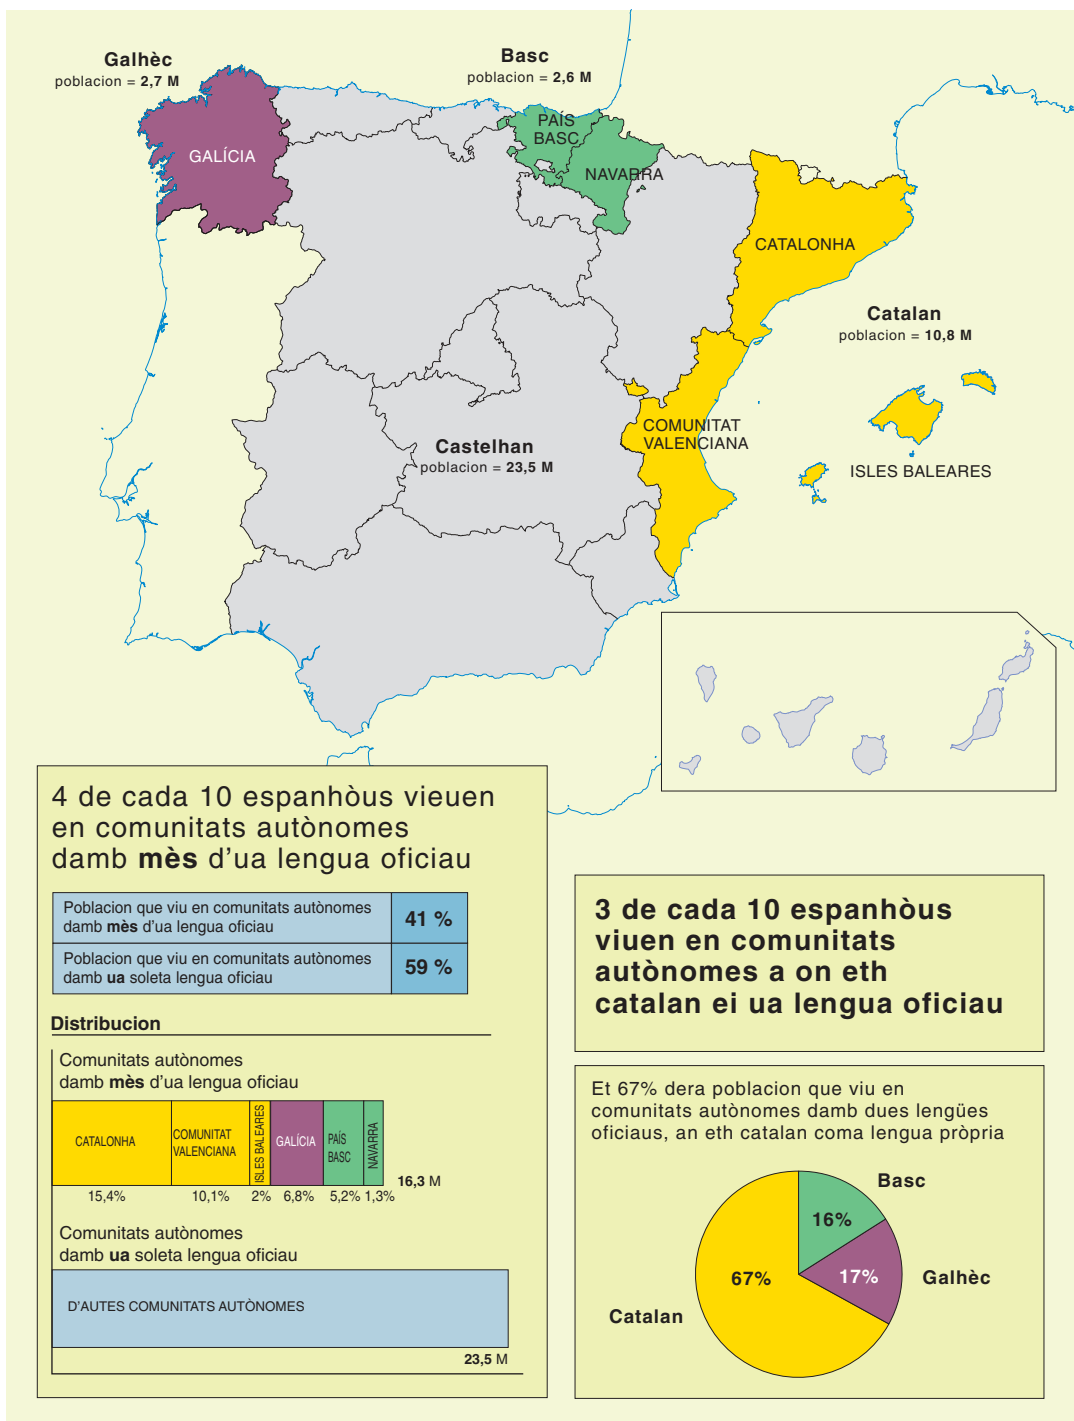 Galhèc
poblacion = 2,7 M
Basc
poblacion = 2,6 M
PAÍS
BASC
GALÍCIA
NAVARRA
CATALONHA
Catalan
poblacion = 10,8 M
COMUNITAT
VALENCIANA
Castelhan
poblacion = 23,5 M
ISLES BALEARES
4 de cada 10 espanhòus vieuen
en comunitats autònomes
damb mès d'ua lengua oficiau
Poblacion que viu en comunitats autònomes
damb mès d'ua lengua oficiau
41 %
Poblacion que viu en comunitats autònomes
damb ua soleta lengua oficiau
59 %
Distribucion
Comunitats autònomes
damb mès d'ua lengua oficiau
CATALONHA
COMUNITAT
VALENCIANA
ISLES BALEARES
GALÍCIA
PAÍS
BASC
NAVARRA
16,3 M
15,4%
10,1%
2%
6,8%
5,2%
1,3%
Comunitats autònomes
damb ua soleta lengua oficiau
D'AUTES COMUNITATS AUTÒNOMES
23,5 M
3 de cada 10 espanhòus
viuen en comunitats
autònomes a on eth
catalan ei ua lengua oficiau
Et 67% dera poblacion que viu en
comunitats autònomes damb dues lengües
oficiaus, an eth catalan coma lengua pròpria
Basc
16%
67%
17%
Galhèc
Catalan